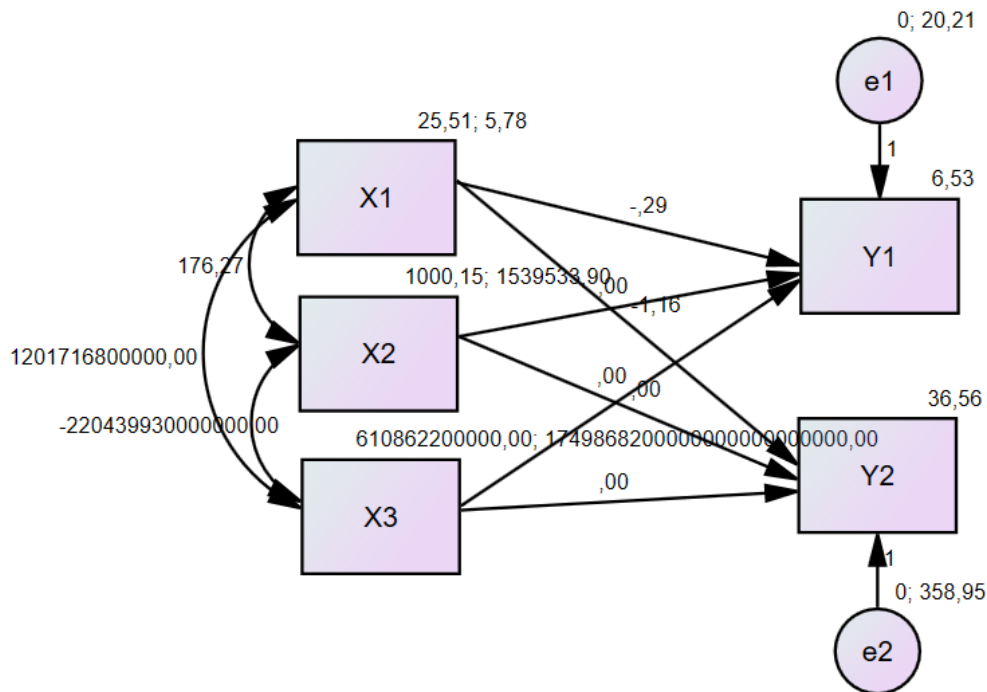 0; 20,21
e1
25,51; 5,78
1
6,53
X1
-,29
Y1
176,27
1000,15; 1539533,90
,00
-1,16
X2
1201716800000,00
,00
,00
36,56
-220439930000000,00
610862200000,00; 1749868200000000000000000,00
Y2
,00
X3
1
0; 358,95
e2